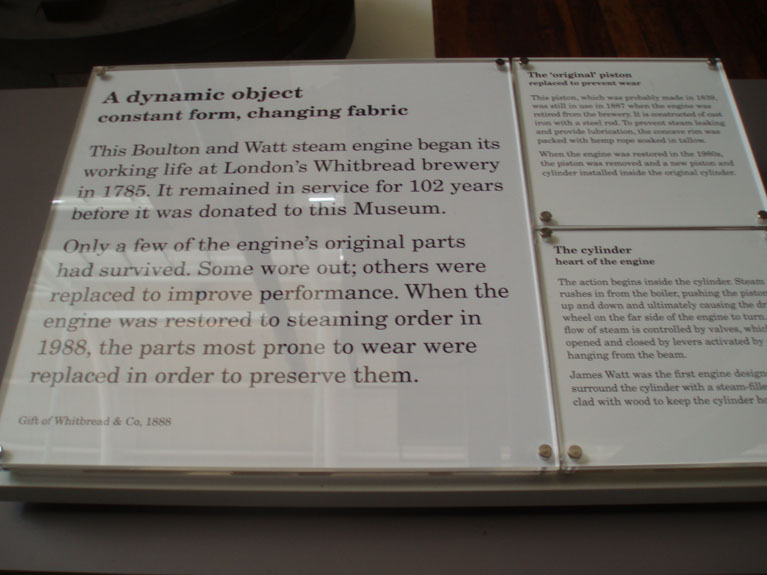 A dynamic object
constant form, changing fabric
This Boulton and Watt steam engine began its
working life at London's Whitbread brewery
in 1785. It remained in service for 102 years
before it was donated to this Museum.
Only a few of the engine's original parts
had survived. Some wore out; others were
replaced to improve performance. When the
engine was restored to steaming order in
1988, the parts most prone to wear were
replaced in order to preserve them.
Gift of Whitbread & Co, 1888
The 'original' piston
replaced to prevent wear
This piston, which was probably made in 1839,
was still in use in 1887 when the engine was
retired from the brewery. It is constructed of cast
iron with a steel rod. To prevent steam leaking
and provide lubrication, the concave rim was
packed with hemp rope soaked in tallow.
When the engine was restored in the 1980s,
the piston was removed and a new piston and
cylinder installed inside the original cylinder.
The cylinder
heart of the engine
The action begins inside the cylinder. Steam
rushes in from the boiler, pushing the piston
up and down and ultimately causing the
wheel on the far side of the engine to turn.
flow of steam is controlled by valves,
opened and closed by levers activated by
hanging from the beam.
James Watt was the first engine
surround the cylinder with a
clad with wood to keep the cylinder